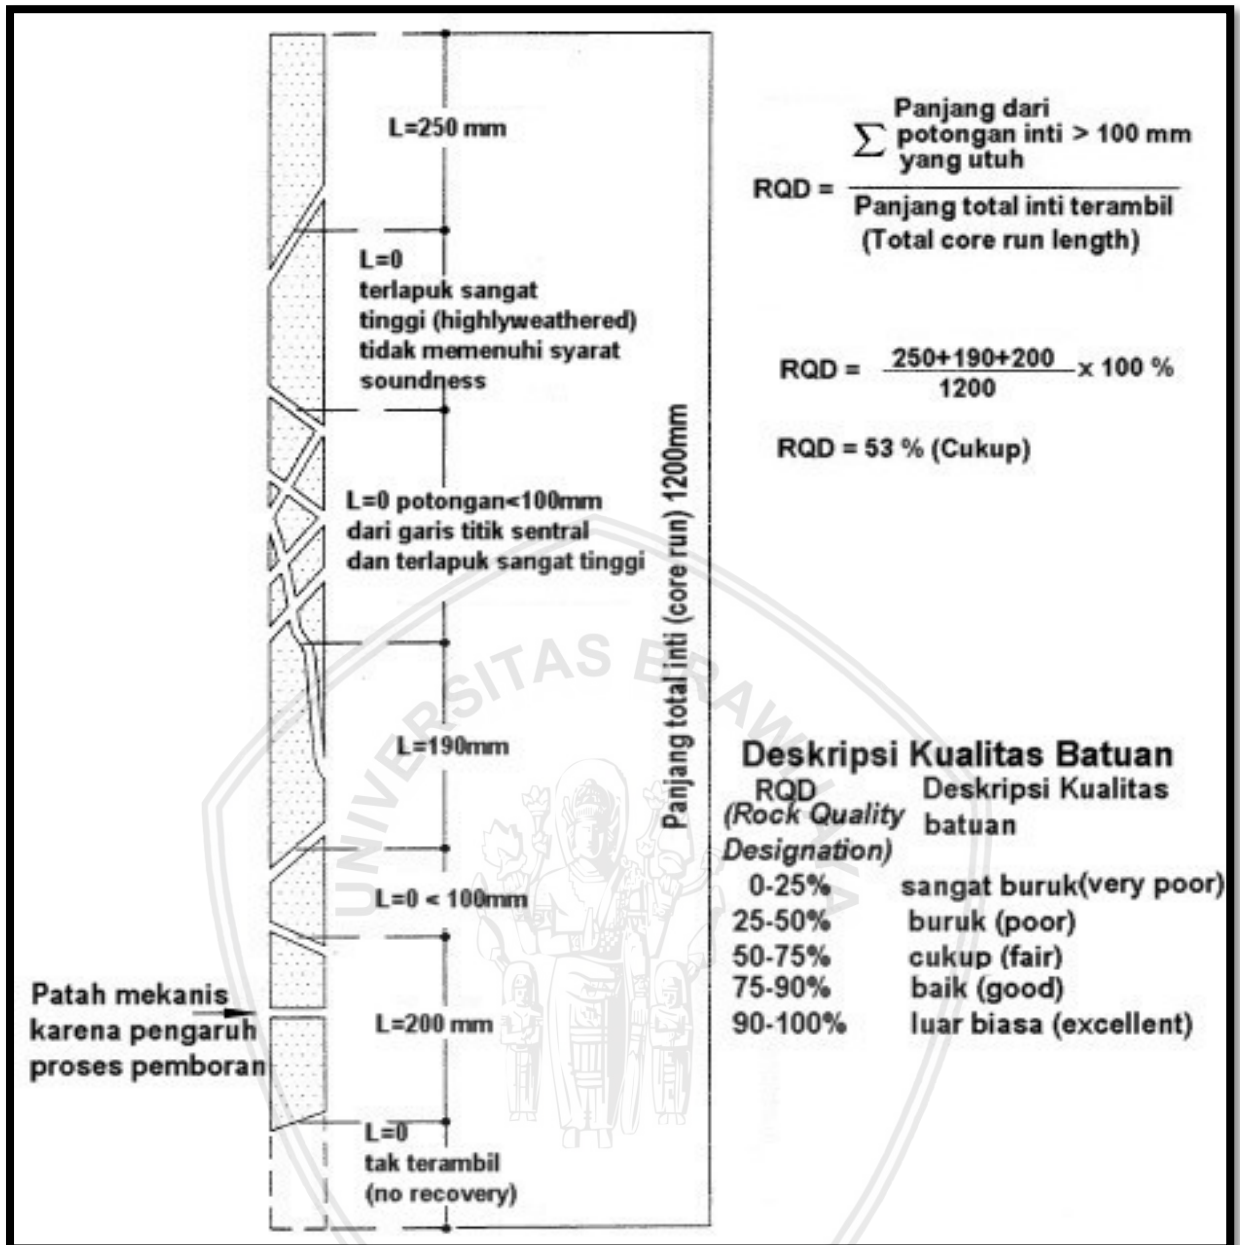 L=250 mm
L=0
terlapuk sangat
tinggi (highlyweathered)
tidak memenuhi syarat
soundness
L=0 potongan<100mm
dari garis titik sentral
dan terlapuk sangat tinggi
L=190mm
L=0 < 100mm
Patah mekanis
karena pengaruh
proses pemboran
L=200 mm
L=0
tak terambil
(no recovery)
Panjang total inti (core run) 1200mm
Panjang dari
∑ potongan inti > 100 mm
yang utuh
RQD =
Panjang total inti terambil
(Total core run length)
RQD = 250+190+200 x 100 %
1200
RQD = 53 % (Cukup)
Deskripsi Kualitas Batuan
RQD Deskripsi Kualitas
(Rock Quality batuan
Designation)
0-25% sangat buruk(very poor)
25-50% buruk (poor)
50-75% cukup (fair)
75-90% baik (good)
90-100% luar biasa (excellent)
UNIVERSITAS BRAWIJAYA